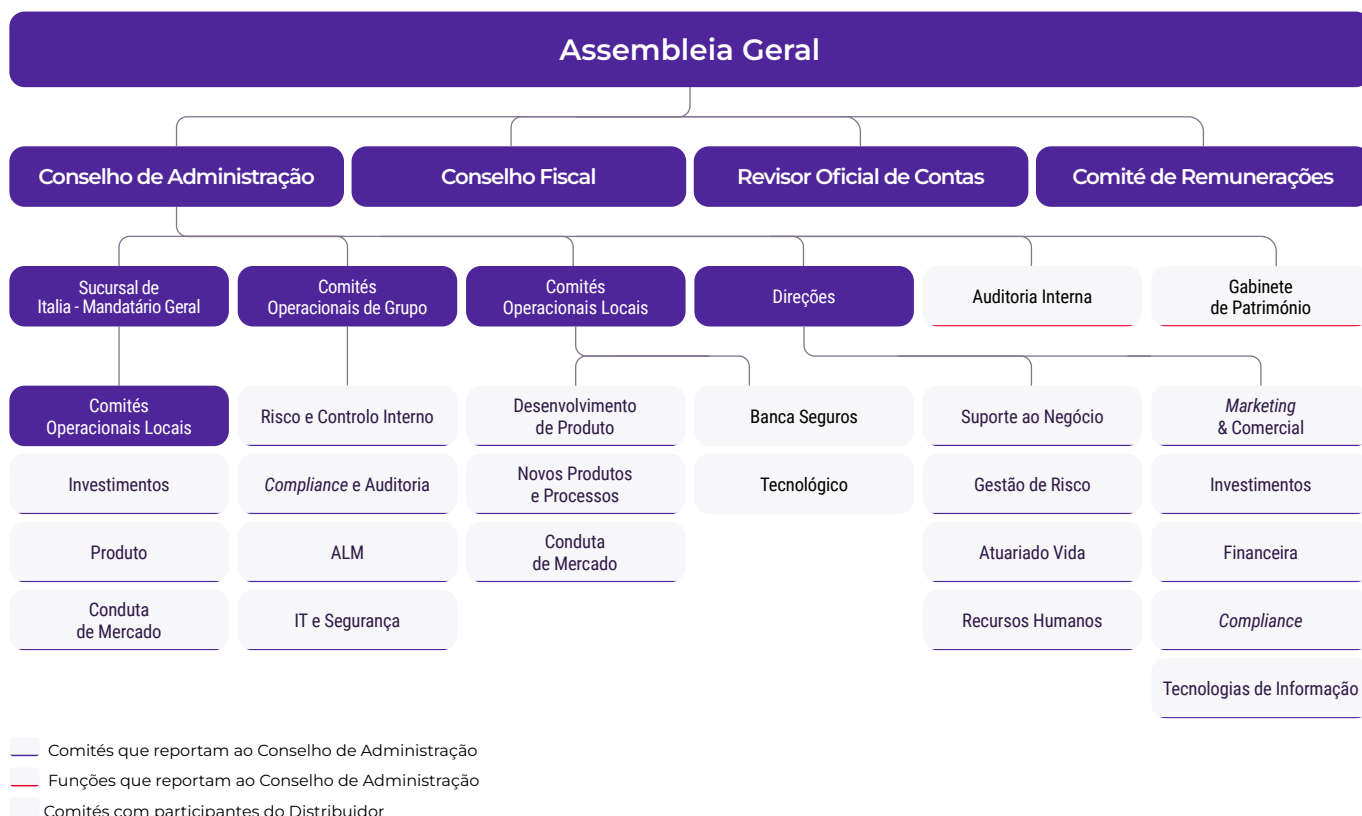 Assembleia Geral
Conselho de Administração
Conselho Fiscal
Revisor Oficial de Contas
Comité de Remunerações
Sucursal de
Italia - Mandatário Geral
Comités
Operacionais de Grupo
Comités
Operacionais Locais
Direções
Auditoria Interna
Gabinete
de Património
Comités
Operacionais Locais
Risco e Controlo Interno
Desenvolvimento
de Produto
Banca Seguros
Suporte ao Negócio
Marketing
& Comercial
Investimentos
Compliance e Auditoria
Novos Produtos
e Processos
Tecnológico
Gestão de Risco
Investimentos
Produto
ALM
Conduta
de Mercado
Atuariado Vida
Financeira
Conduta
de Mercado
IT e Segurança
Recursos Humanos
Compliance
Tecnologias de Informação
Comités que reportam ao Conselho de Administração
Funções que reportam ao Conselho de Administração
Comités com participantes do Distribuidor